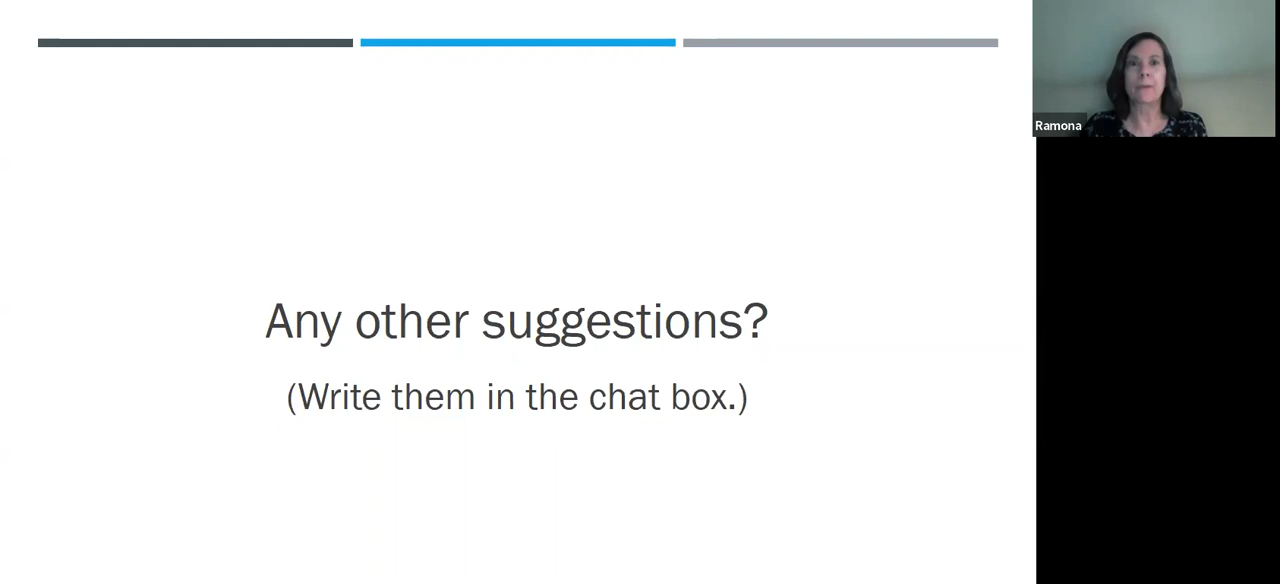 Any other suggestions?
(Write them in the chat box.)
Ramona